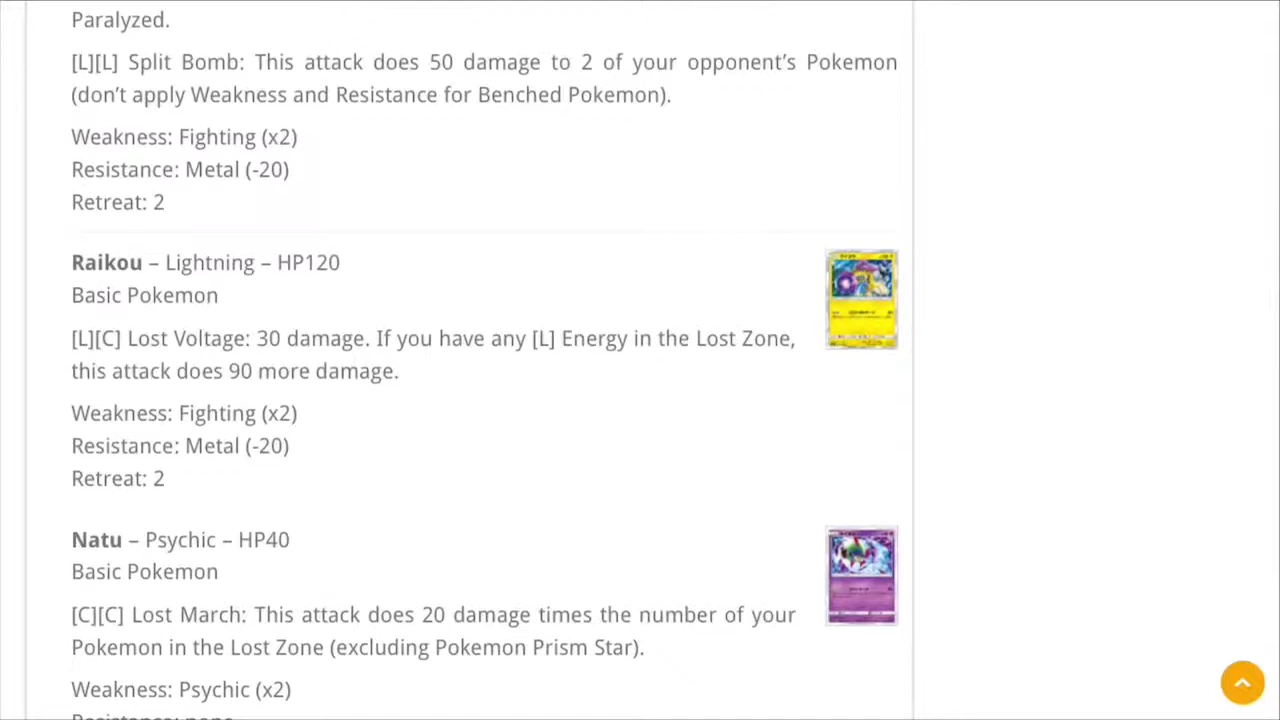 Paralyzed.
[L][L] Split Bomb: This attack does 50 damage to 2 of your opponent’s Pokemon
(don’t apply Weakness and Resistance for Benched Pokemon).
Weakness: Fighting (x2)
Resistance: Metal (-20)
Retreat: 2
Raikou – Lightning – HP120
Basic Pokemon
[L][C] Lost Voltage: 30 damage. If you have any [L] Energy in the Lost Zone,
this attack does 90 more damage.
Weakness: Fighting (x2)
Resistance: Metal (-20)
Retreat: 2
Natu – Psychic – HP40
Basic Pokemon
[C][C] Lost March: This attack does 20 damage times the number of your
Pokemon in the Lost Zone (excluding Pokemon Prism Star).
Weakness: Psychic (x2)
Resistance: none